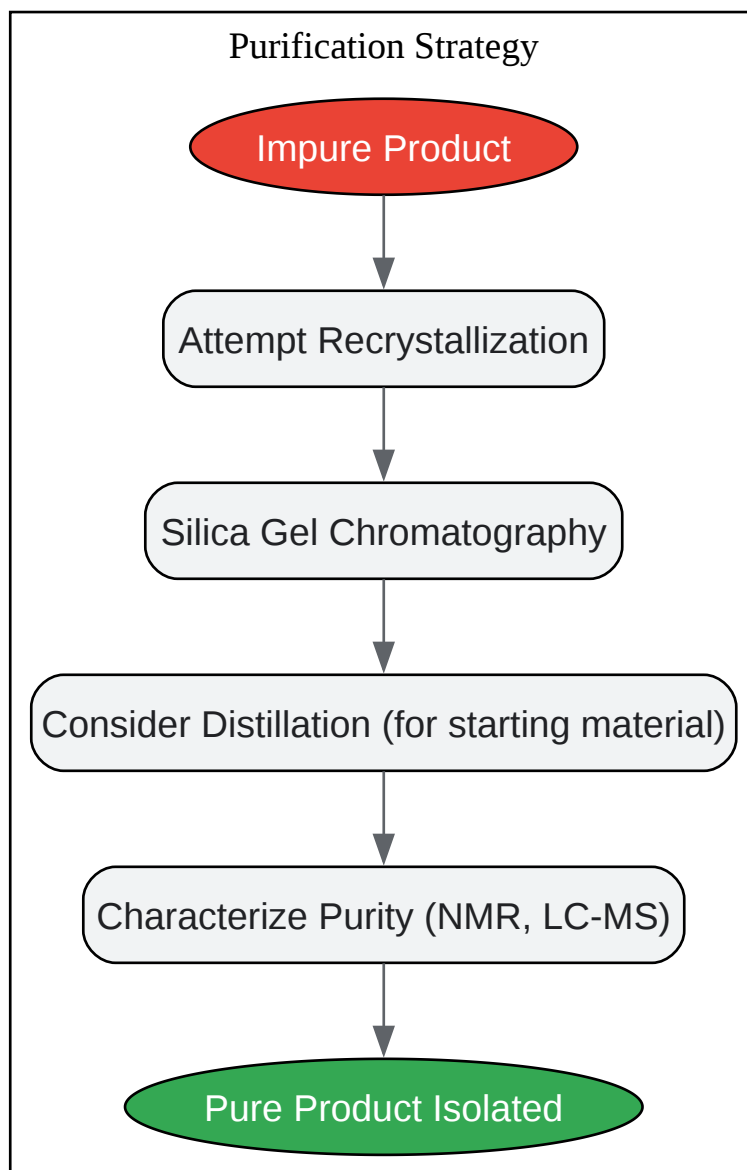 Purification Strategy
Impure Product
Attempt Recrystallization
Silica Gel Chromatography
Consider Distillation (for starting material)
Characterize Purity (NMR, LC-MS)
Pure Product Isolated